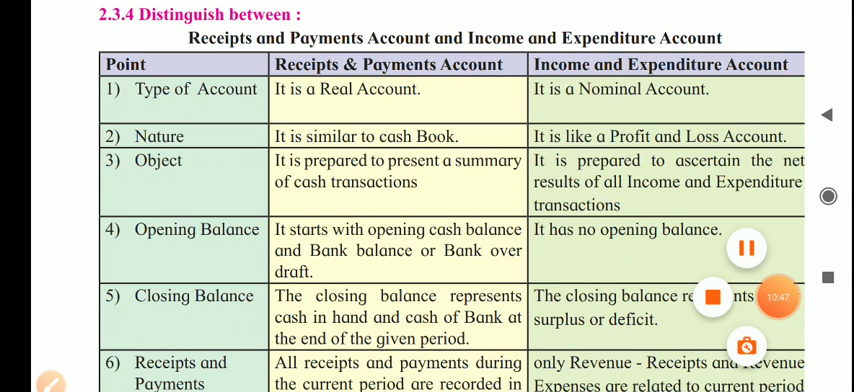 2.3.4 Distinguish between :
Receipts and Payments Account and Income and Expenditure Account
Point Receipts & Payments Account Income and Expenditure Account
1) Type of Account It is a Real Account. It is a Nominal Account.
2) Nature It is similar to cash Book. It is like a Profit and Loss Account.
3) Object It is prepared to present a summary It is prepared to ascertain the net
of cash transactions results of all Income and Expenditure
transactions
4) Opening Balance It starts with opening cash balance It has no opening balance.
and Bank balance or Bank over
draft.
5) Closing Balance The closing balance represents The closing balance
cash in hand and cash of Bank at surplus or deficit.
the end of the given period.
10:47
6) Receipts and All receipts and payments during only Revenue - Receipts and Revenue
Payments the current period are recorded in Expenses are related to current period